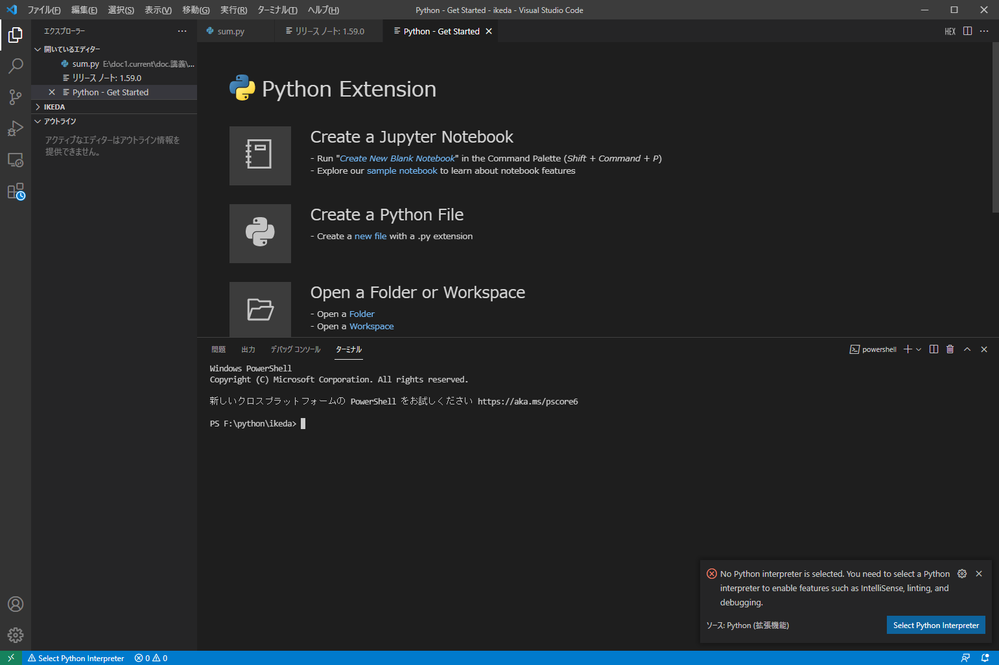 ファイル(F) 編集(E) 選択(S) 表示(V) 移動(G) 実行(R) ターミナル(T) ヘルプ(H) Python - Get Started - ikeda - Visual Studio Code
エクスプローラー
sum.py リリース ノート: 1.59.0 Python - Get Started HEX
開いているエディター
sum.py E:\doc1.current\doc.講義\...
リリース ノート: 1.59.0
Python - Get Started
IKEDA
アウトライン
アクティブなエディターはアウトライン情報を
提供できません。
Python Extension
Create a Jupyter Notebook
- Run "Create New Blank Notebook" in the Command Palette (Shift + Command + P)
- Explore our sample notebook to learn about notebook features
Create a Python File
- Create a new file with a .py extension
Open a Folder or Workspace
- Open a Folder
- Open a Workspace
問題 出力 デバッグ コンソール ターミナル powershell
Windows PowerShell
Copyright (C) Microsoft Corporation. All rights reserved.
新しいクロスプラットフォームの PowerShell をお試しください https://aka.ms/pscore6
PS F:\python\ikeda>
No Python interpreter is selected. You need to select a Python
interpreter to enable features such as IntelliSense, linting, and
debugging.
ソース: Python (拡張機能) Select Python Interpreter
Select Python Interpreter 0 0